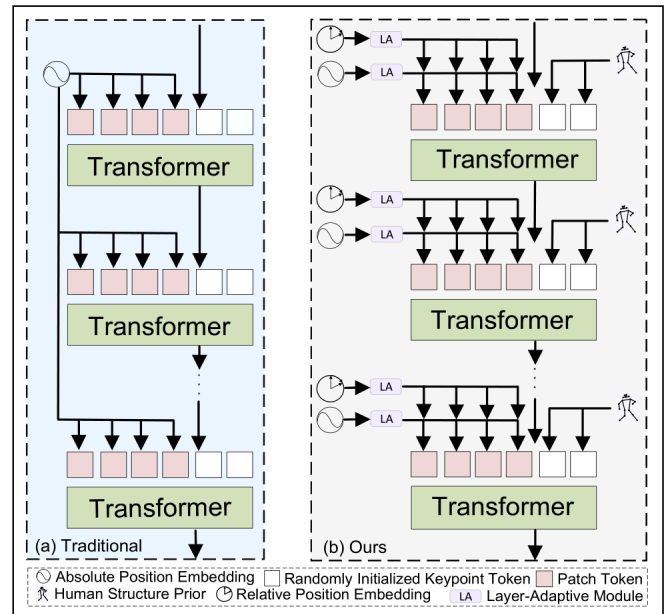 LA
LA
Transformer
Transformer
LA
LA
Transformer
Transformer
LA
LA
Transformer
Transformer
(a) Traditional
(b) Ours
Absolute Position Embedding Randomly Initialized Keypoint Token Patch Token
Human Structure Prior Relative Position Embedding LA Layer-Adaptive Module